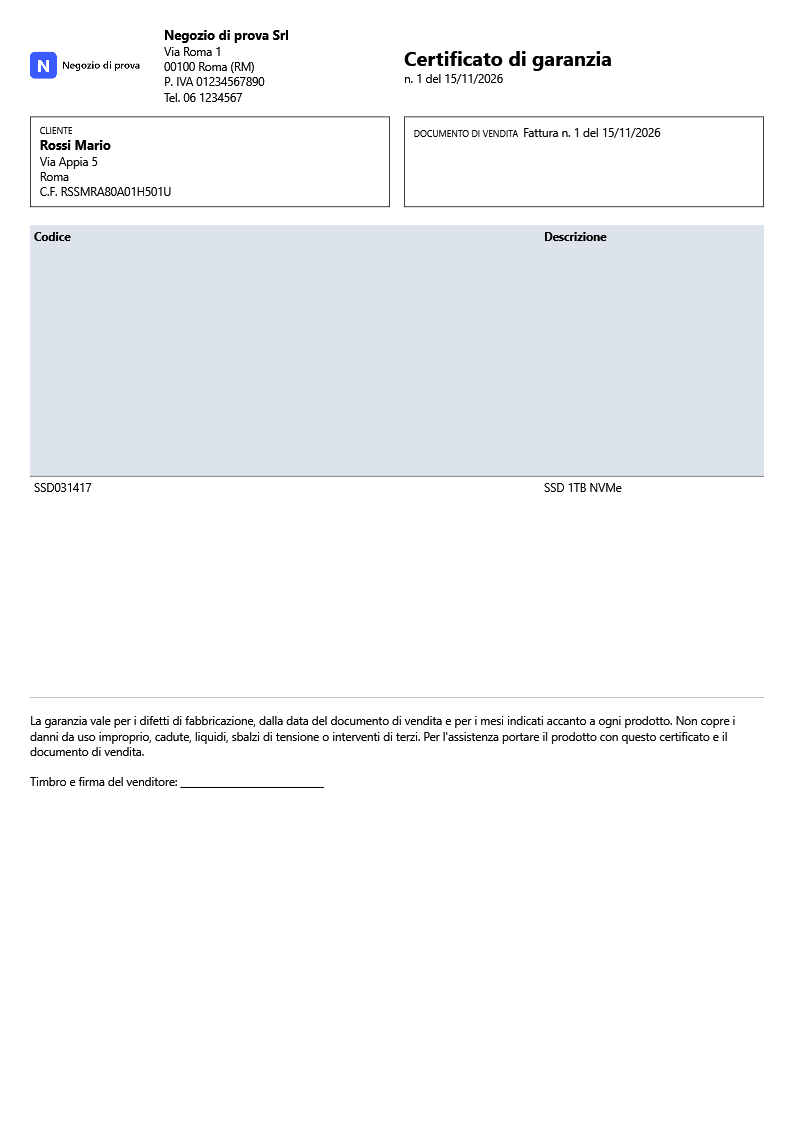 N Negozio di prova
Negozio di prova Srl
Via Roma 1
00100 Roma (RM)
P. IVA 01234567890
Tel. 06 1234567
Certificato di garanzia
n. 1 del 15/11/2026
CLIENTE
Rossi Mario
Via Appia 5
Roma
C.F. RSSMRA80A01H501U
DOCUMENTO DI VENDITA Fattura n. 1 del 15/11/2026
Codice Descrizione
SSD031417 SSD 1TB NVMe
La garanzia vale per i difetti di fabbricazione, dalla data del documento di vendita e per i mesi indicati accanto a ogni prodotto. Non copre i
danni da uso improprio, cadute, liquidi, sbalzi di tensione o interventi di terzi. Per l'assistenza portare il prodotto con questo certificato e il
documento di vendita.
Timbro e firma del venditore: ______________________